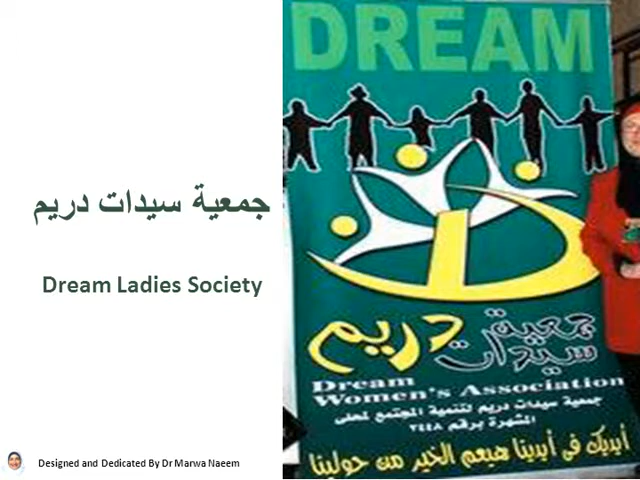 جمعية سيدات دريم
Dream Ladies Society
Designed and Dedicated By Dr Marwa Naeem
DREAM
جمعية
سيدات دريم
Dream
Women's Association
جمعية سيدات دريم لتنمية المجتمع المحلى
المشهرة برقم ٢٤٤٨
أيديك فى أيدينا هيعم الخير من حولينا